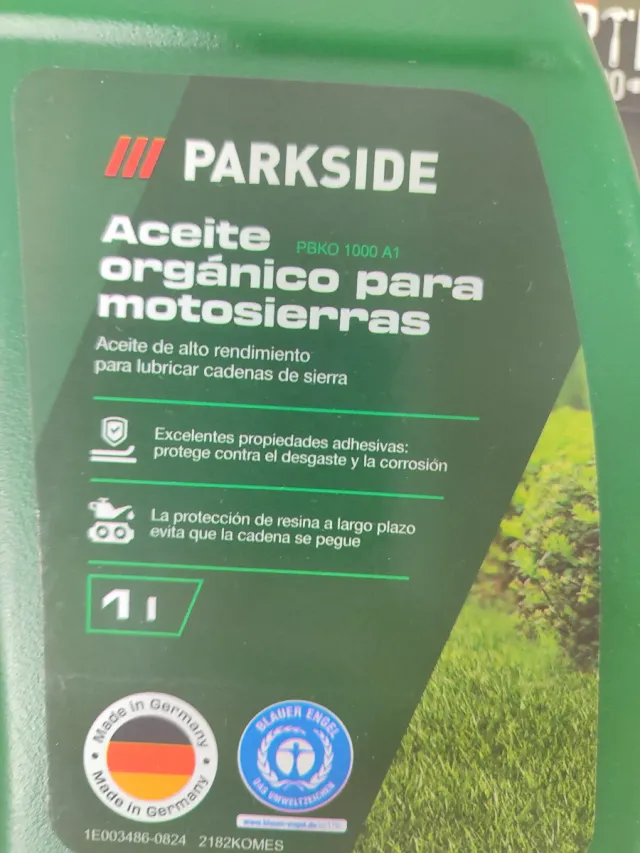 PARKSIDE
Aceite PBKO 1000 A1
orgánico para
motosierras
Aceite de alto rendimiento
para lubricar cadenas de sierra
Excelentes propiedades adhesivas:
protege contra el desgaste y la corrosión
La protección de resina a largo plazo
evita que la cadena se pegue
1 l
Made in Germany
Made in Germany
BLAUER ENGEL
DAS UMWELTZEICHEN
1E003486-0824 2182KOMES